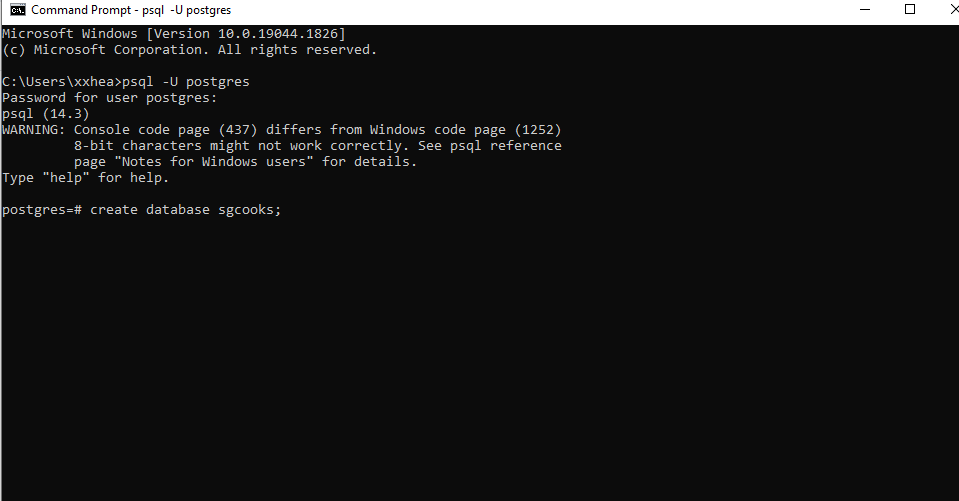 Command Prompt - psql  -U postgres
Microsoft Windows [Version 10.0.19044.1826]
(c) Microsoft Corporation. All rights reserved.

C:\Users\xxhea>psql -U postgres
Password for user postgres:
psql (14.3)
WARNING: Console code page (437) differs from Windows code page (1252)
         8-bit characters might not work correctly. See psql reference
         page "Notes for Windows users" for details.
Type "help" for help.

postgres=# create database sgcooks;